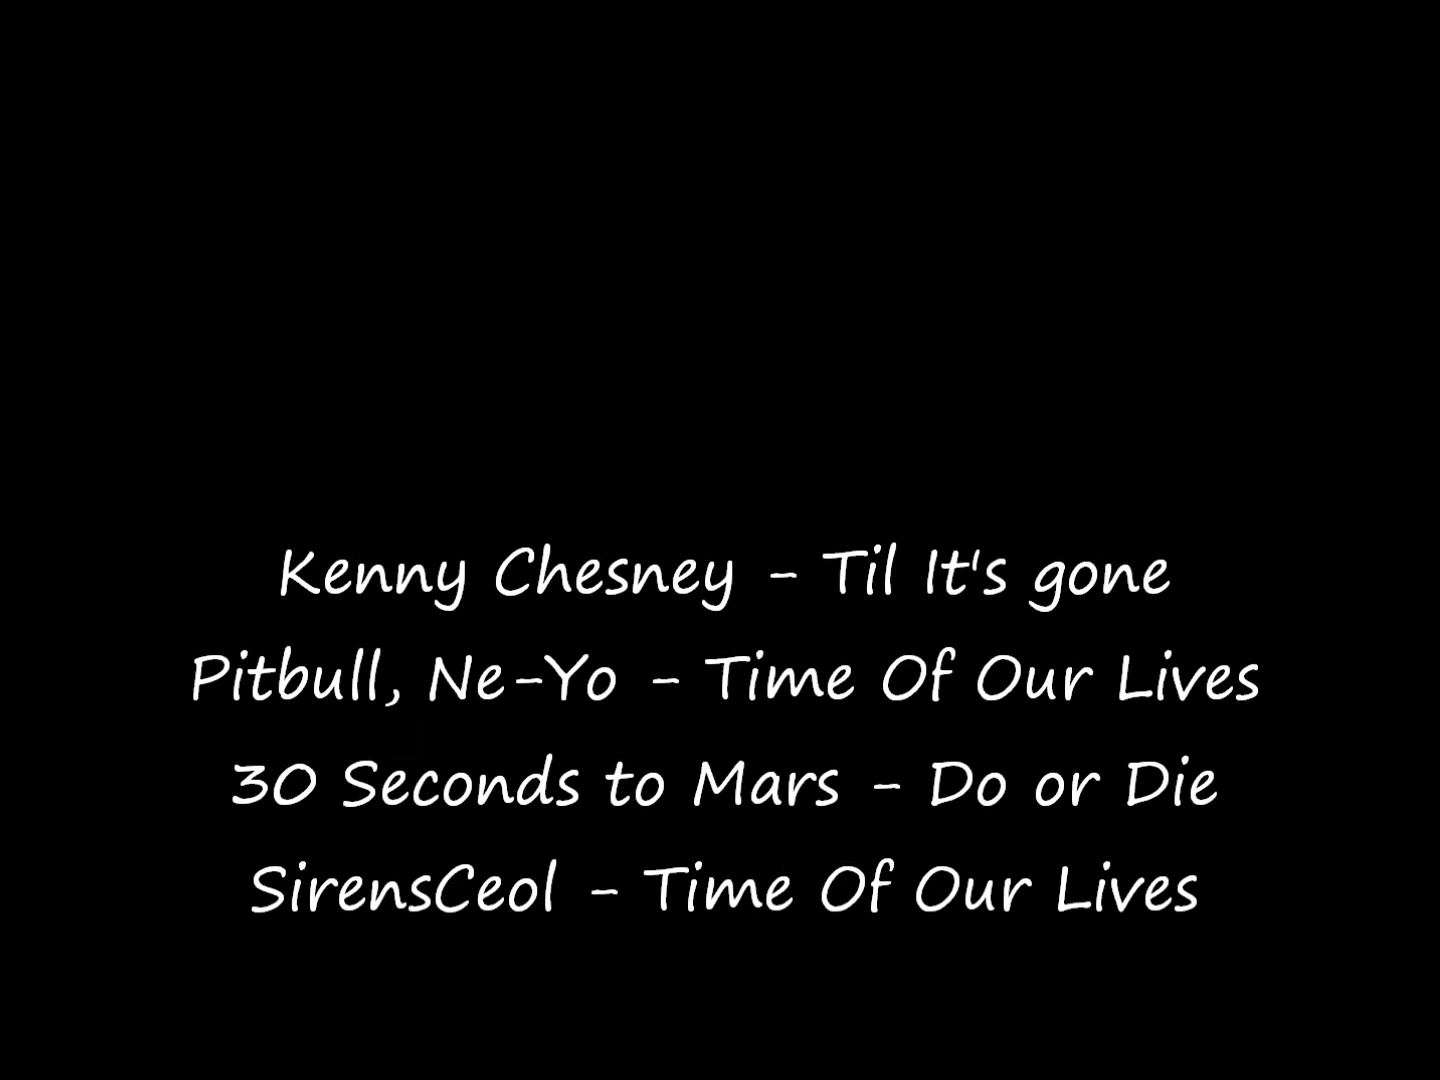 Kenny Chesney - Til It's gone
Pitbull, Ne-Yo - Time Of Our Lives
30 Seconds to Mars - Do or Die
SirensCeol - Time Of Our Lives